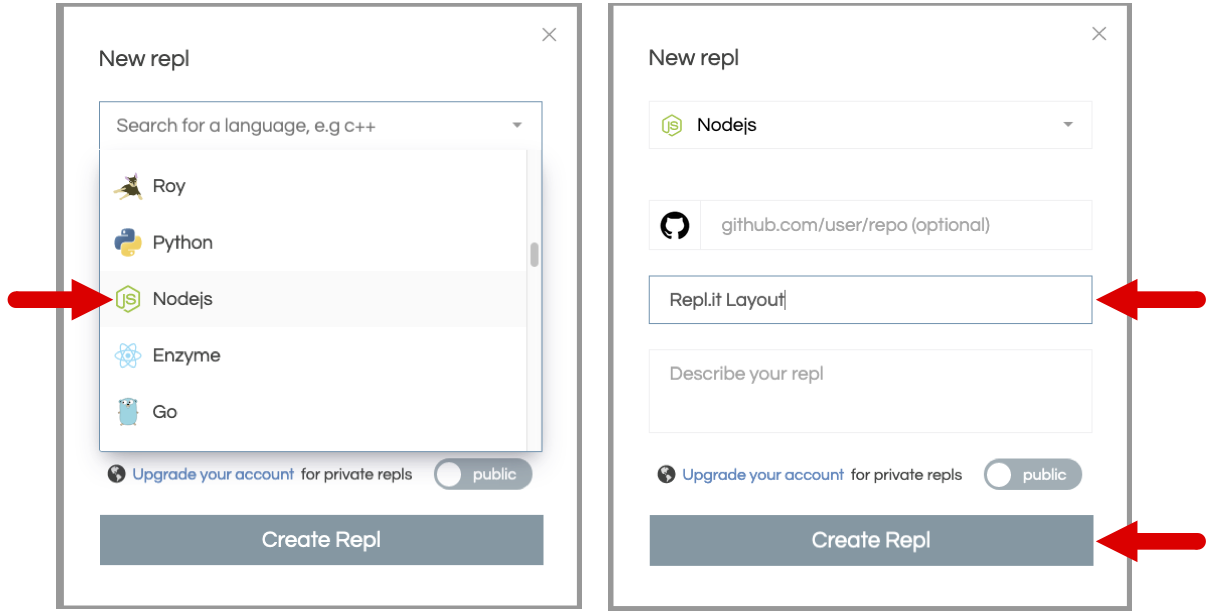 New repl
Search for a language, e.g c++
Roy
Python
JS Nodejs
Enzyme
Go
Upgrade your account for private repls public
Create Repl
New repl
JS Nodejs
github.com/user/repo (optional)
Repl.it Layout
Describe your repl
Upgrade your account for private repls public
Create Repl